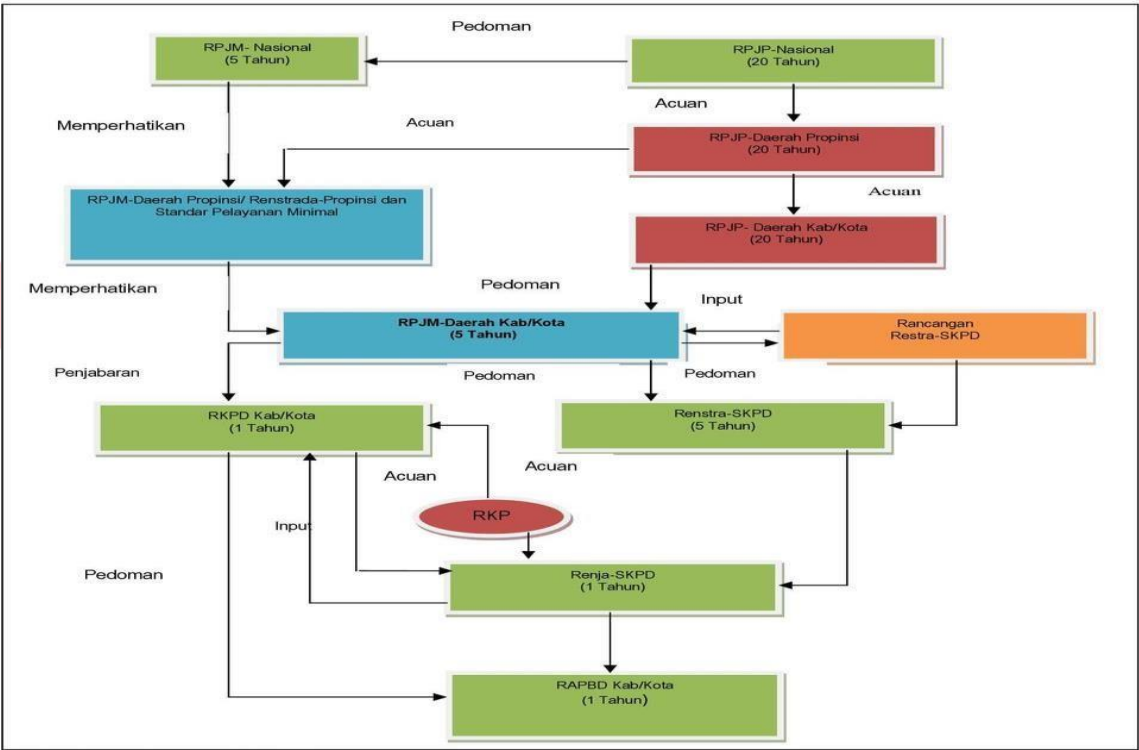 Pedoman
RPJM- Nasional
(5 Tahun)
RPJP-Nasional
(20 Tahun)
Acuan
Memperhatikan
Acuan
RPJP-Daerah Propinsi
(20 Tahun)
RPJM-Daerah Propinsi/ Renstrada-Propinsi dan
Standar Pelayanan Minimal
Acuan
RPJP- Daerah Kab/Kota
(20 Tahun)
Memperhatikan
Pedoman
Input
RPJM-Daerah Kab/Kota
(5 Tahun)
Rancangan
Restra-SKPD
Penjabaran
Pedoman
Pedoman
RKPD Kab/Kota
(1 Tahun)
Renstra-SKPD
(5 Tahun)
Acuan
Acuan
RKP
Input
Pedoman
Renja-SKPD
(1 Tahun)
RAPBD Kab/Kota
(1 Tahun)